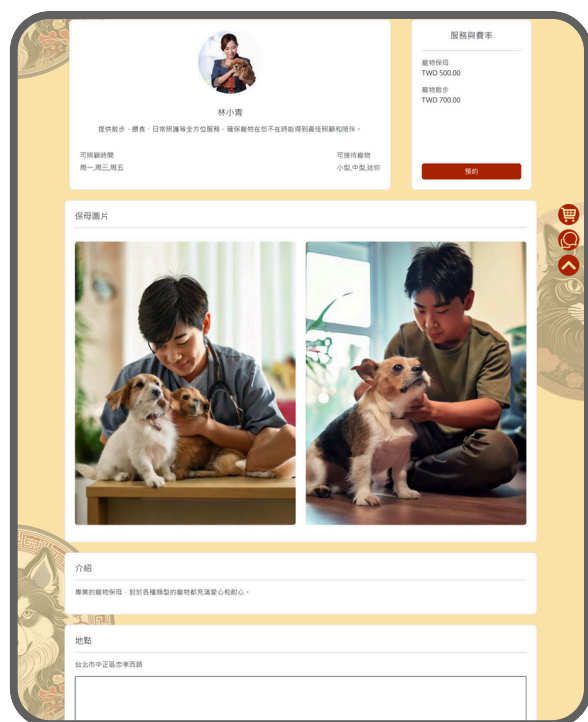 林小青
提供散步、餵食、日常照護等全方位服務,確保寵物在您不在時能得到最佳照顧和陪伴。
可照顧時間
周一,周三,周五
可接待寵物
小型,中型,迷你
服務與費率
寵物保母
TWD 500.00
寵物散步
TWD 700.00
預約
保母圖片
介紹
專業的寵物保母,對於各種類型的寵物都充滿愛心和耐心。
地點
台北市中正區忠孝西路